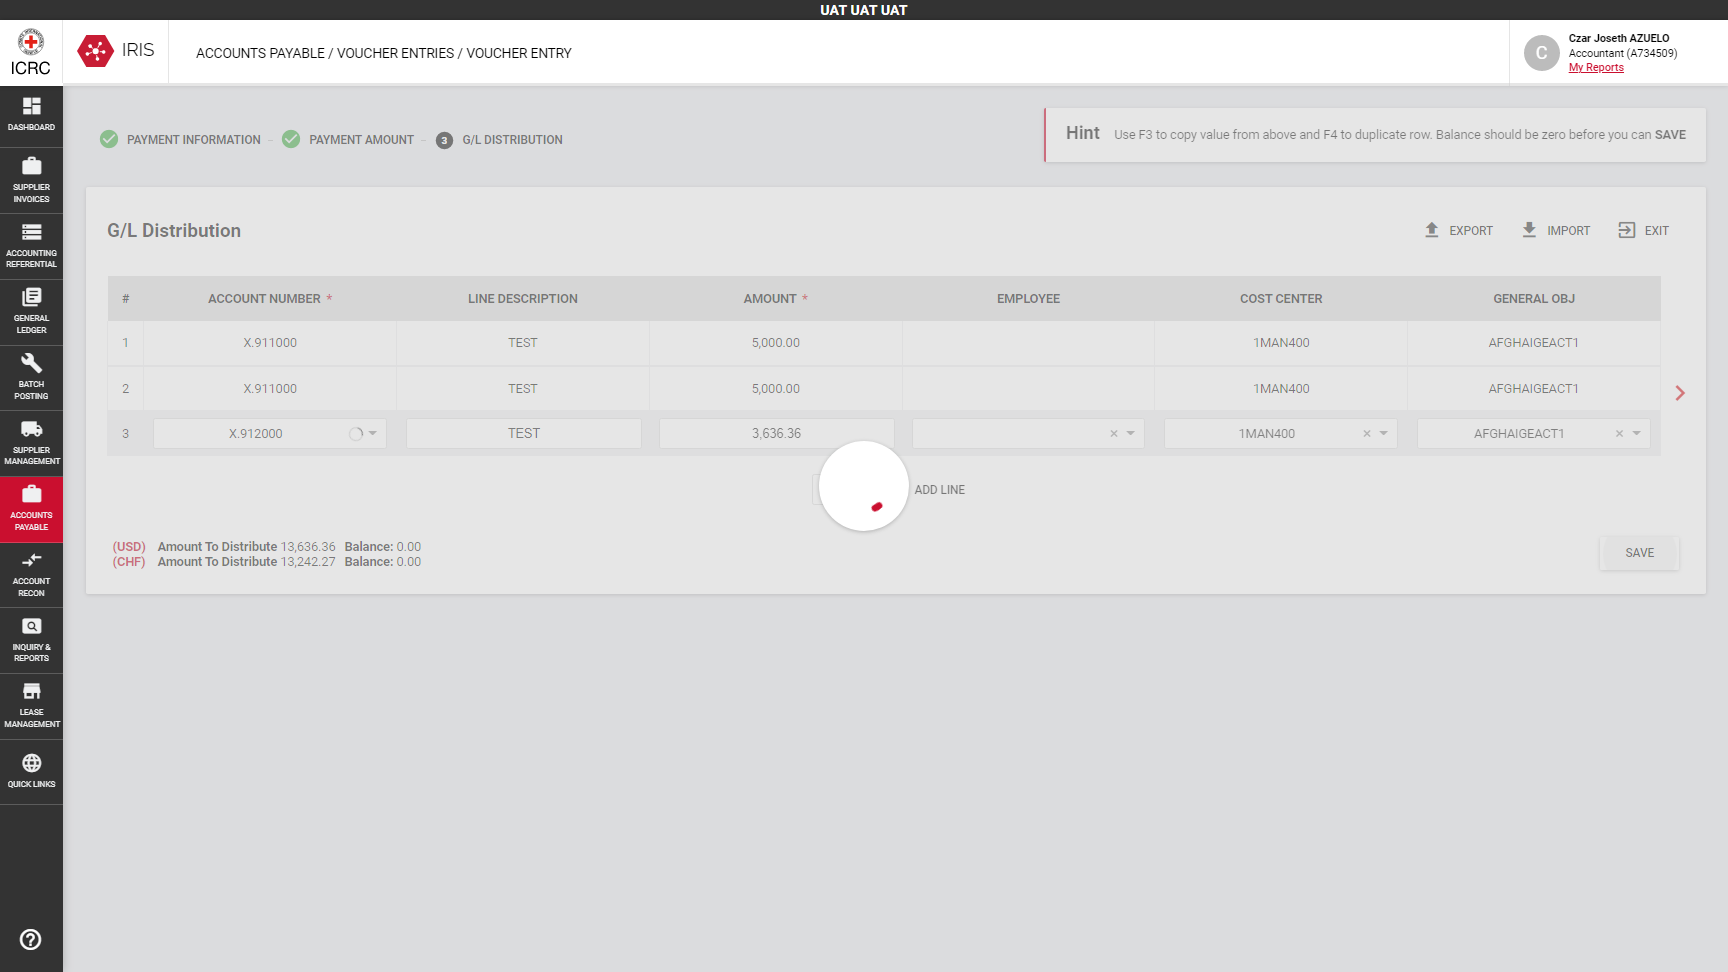 UAT UAT UAT
ICRC
IRIS
ACCOUNTS PAYABLE / VOUCHER ENTRIES / VOUCHER ENTRY
C
Czar Joseth AZUELO
Accountant (A734509)
My Reports
DASHBOARD
SUPPLIER
INVOICES
ACCOUNTING
REFERENTIAL
GENERAL
LEDGER
BATCH
POSTING
SUPPLIER
MANAGEMENT
ACCOUNTS
PAYABLE
ACCOUNT
RECON
INQUIRY &
REPORTS
LEASE
MANAGEMENT
QUICK LINKS
PAYMENT INFORMATION
PAYMENT AMOUNT
3 G/L DISTRIBUTION
Hint Use F3 to copy value from above and F4 to duplicate row. Balance should be zero before you can SAVE
G/L Distribution
EXPORT
IMPORT
EXIT
# ACCOUNT NUMBER * LINE DESCRIPTION AMOUNT * EMPLOYEE COST CENTER GENERAL OBJ
1 X.911000 TEST 5,000.00 1MAN400 AFGHAIGEACT1
2 X.911000 TEST 5,000.00 1MAN400 AFGHAIGEACT1
3 X.912000 TEST 3,636.36 1MAN400 AFGHAIGEACT1
ADD LINE
(USD) Amount To Distribute 13,636.36 Balance: 0.00
(CHF) Amount To Distribute 13,242.27 Balance: 0.00
SAVE